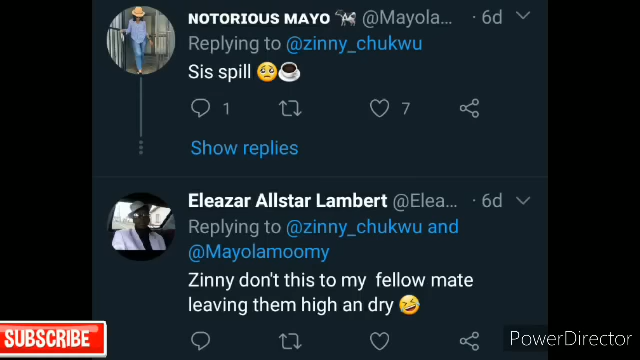 NOTORIOUS MAYO 🐄 @Mayola... · 6d
Replying to @zinny_chukwu
Sis spill 🥺☕
1 7
Show replies
Eleazar Allstar Lambert @Elea... · 6d
Replying to @zinny_chukwu and
@Mayolamoomy
Zinny don't this to my fellow mate
leaving them high an dry 🤣
SUBSCRIBE
PowerDirector